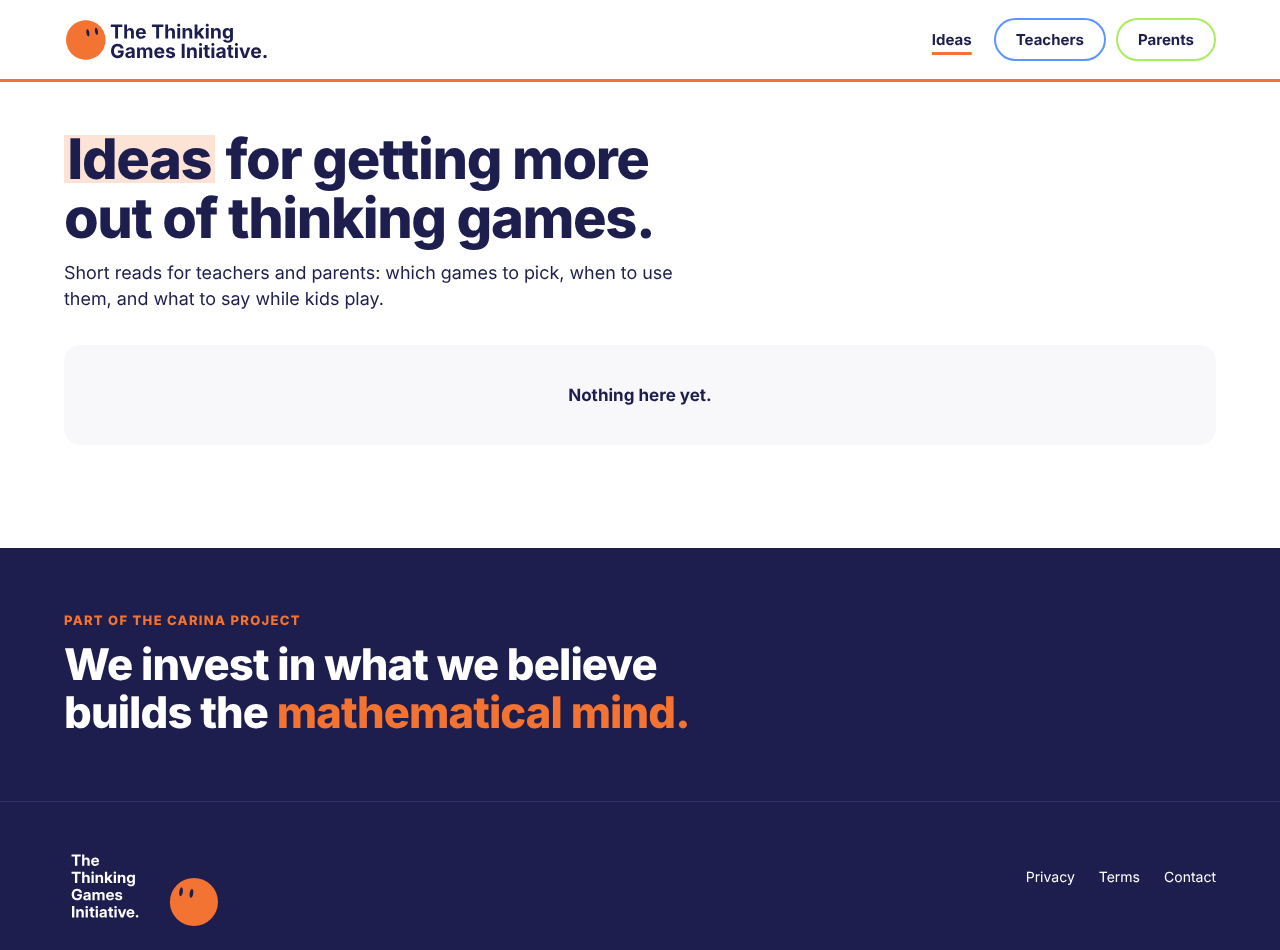 The Thinking
Games Initiative.
Ideas
Teachers
Parents
Ideas for getting more
out of thinking games.
Short reads for teachers and parents: which games to pick, when to use
them, and what to say while kids play.
Nothing here yet.
PART OF THE CARINA PROJECT
We invest in what we believe
builds the mathematical mind.
The
Thinking
Games
Initiative.
Privacy
Terms
Contact